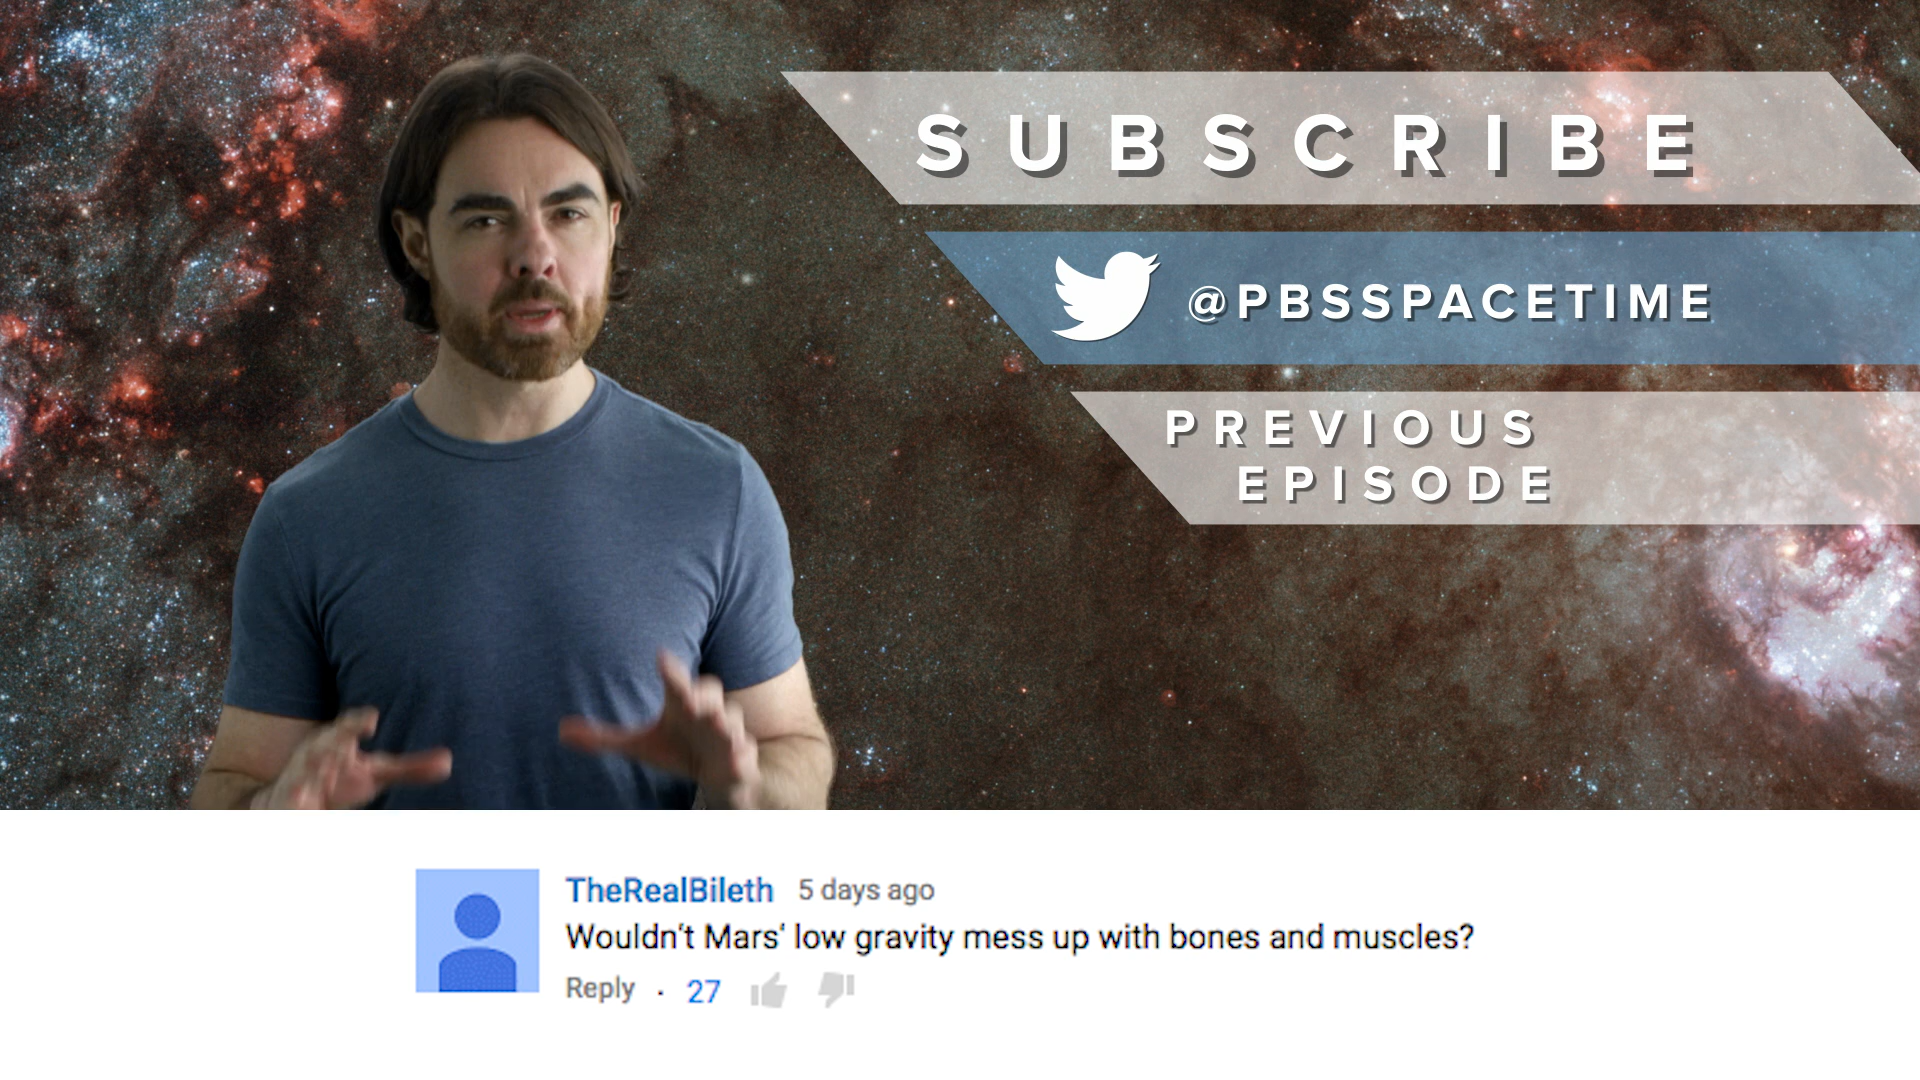 SUBSCRIBE
@PBSSPACETIME
PREVIOUS
EPISODE
TheRealBileth 5 days ago
Wouldn't Mars' low gravity mess up with bones and muscles?
Reply · 27